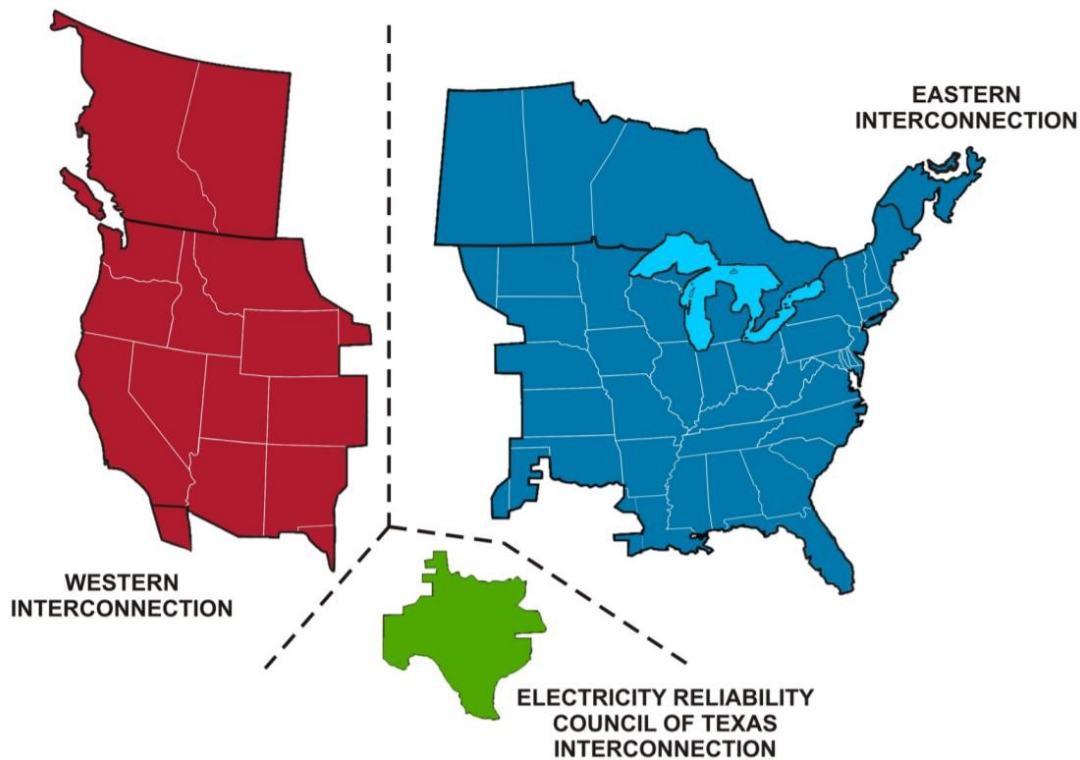 EASTERN
INTERCONNECTION
WESTERN
INTERCONNECTION
ELECTRICITY RELIABILITY
COUNCIL OF TEXAS
INTERCONNECTION